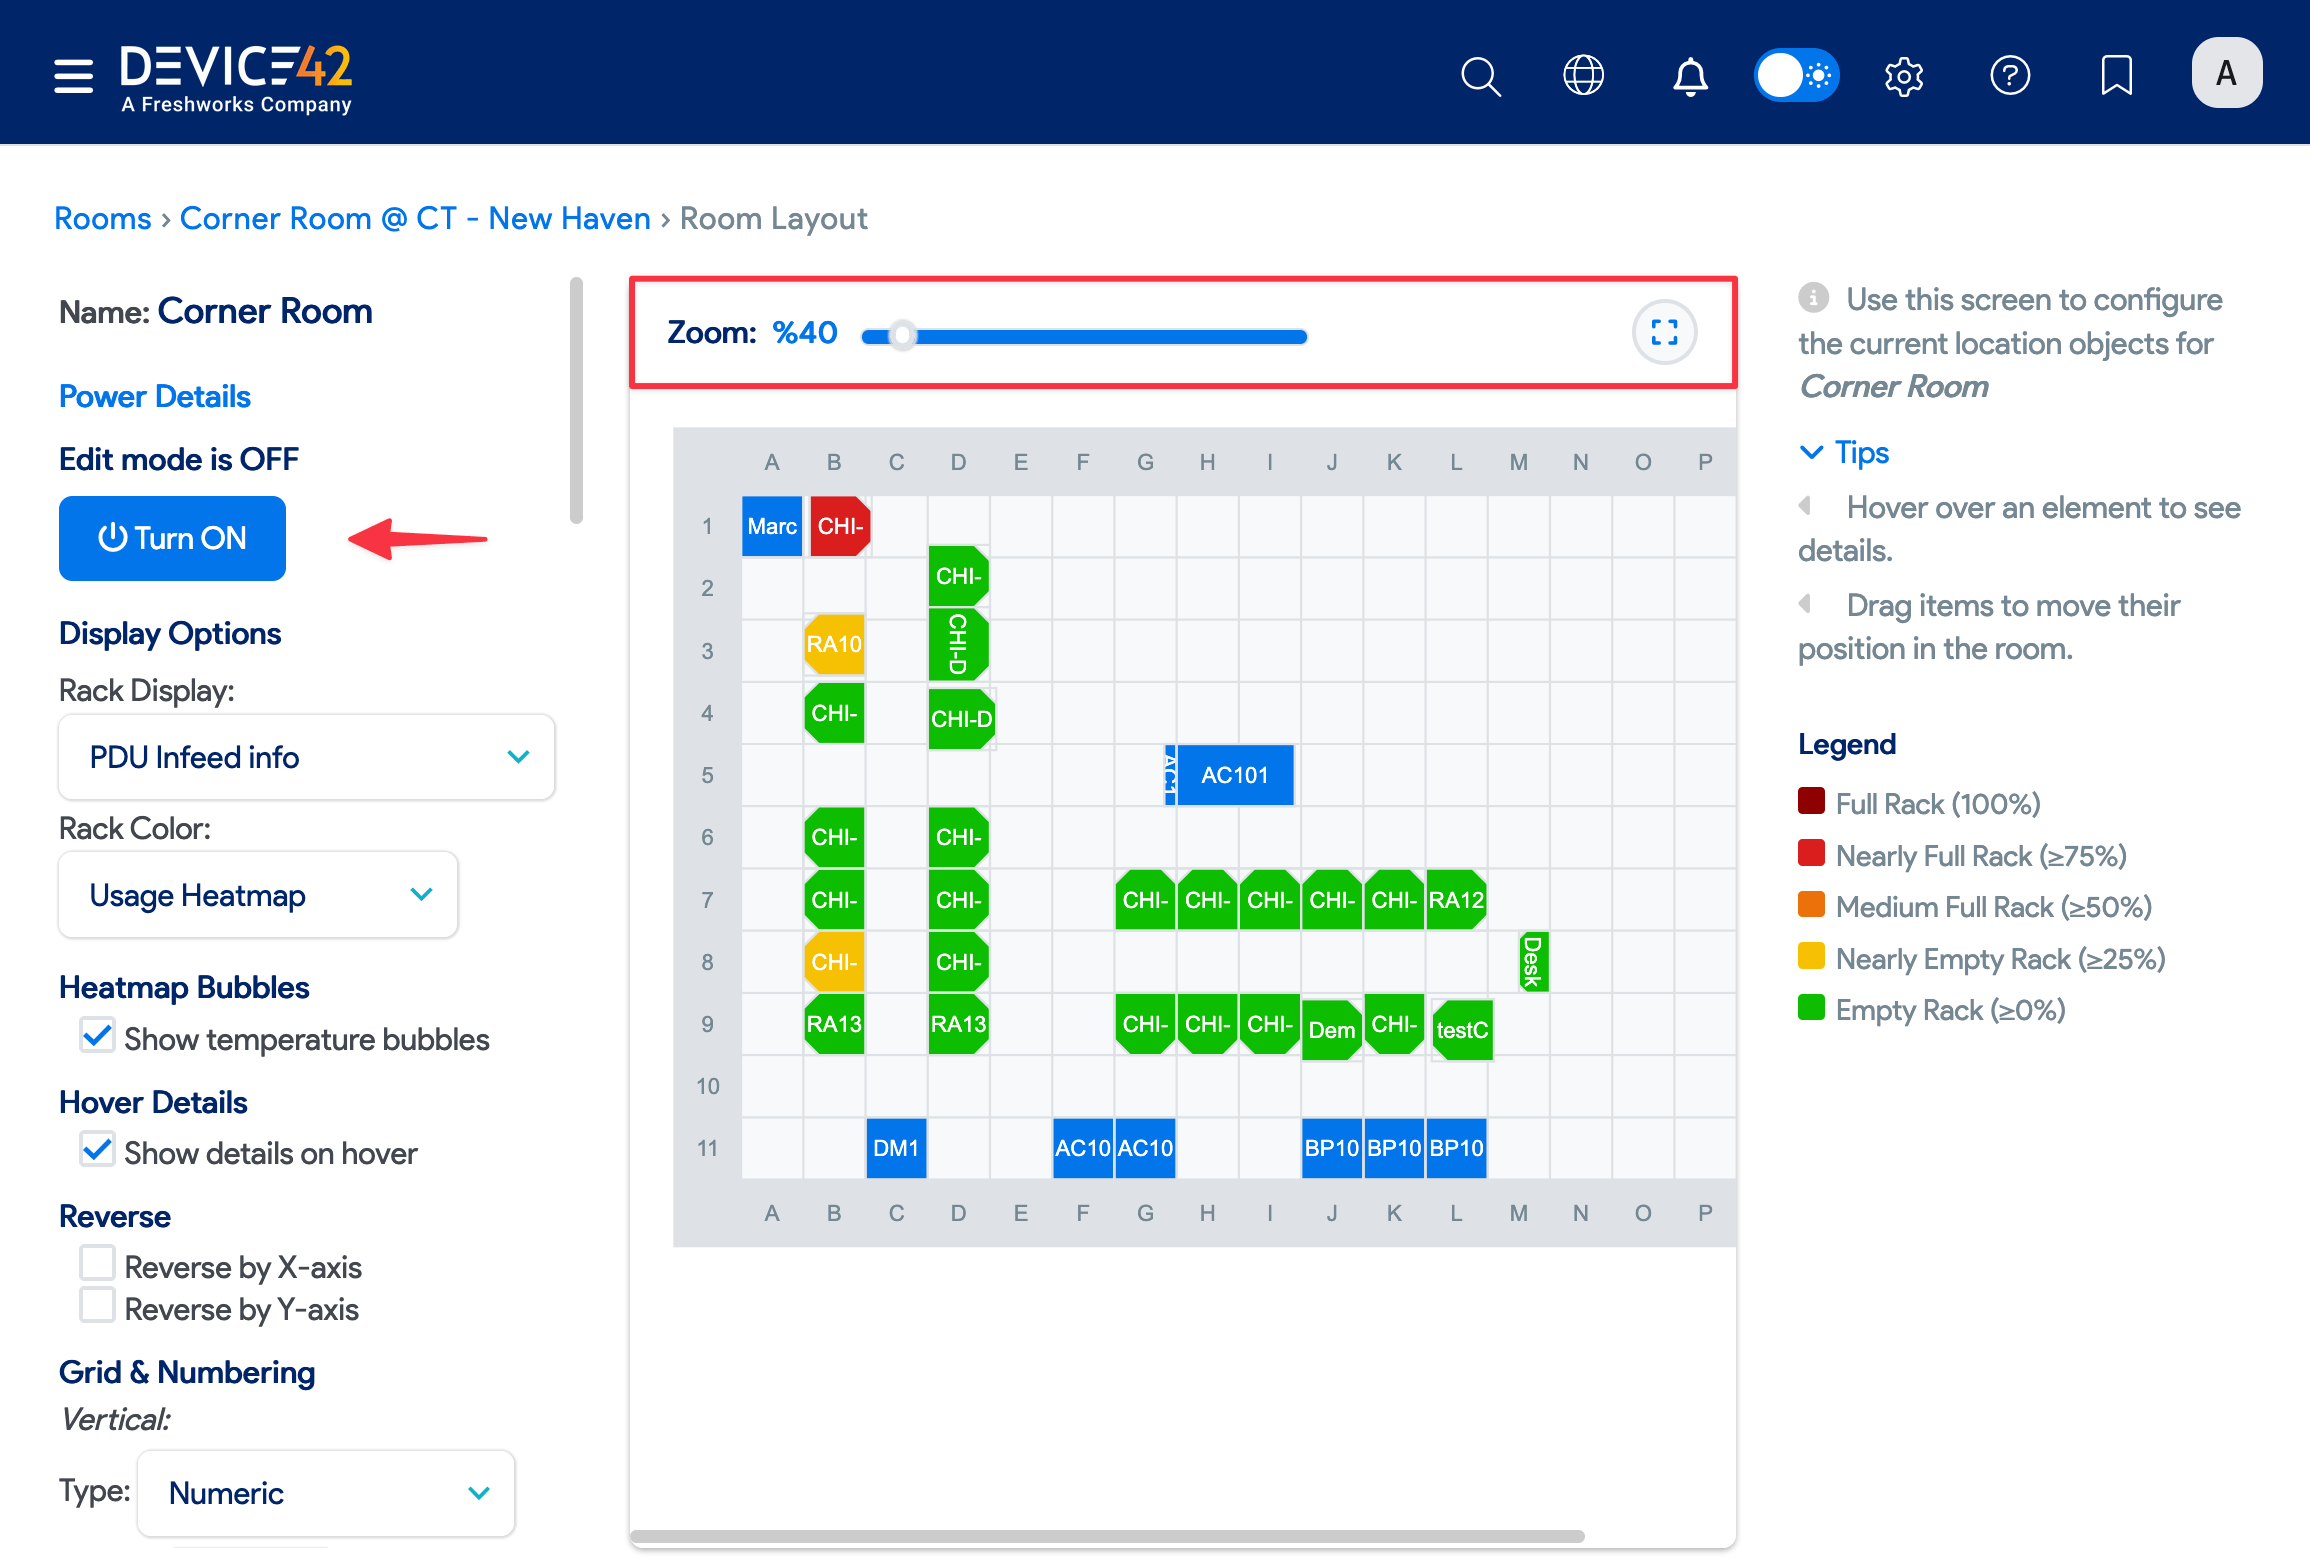 DEVICE42
A Freshworks Company
A
Rooms › Corner Room @ CT - New Haven › Room Layout
Name: Corner Room
Power Details
Edit mode is OFF
Turn ON
Display Options
Rack Display:
PDU Infeed info
Rack Color:
Usage Heatmap
Heatmap Bubbles
Show temperature bubbles
Hover Details
Show details on hover
Reverse
Reverse by X-axis
Reverse by Y-axis
Grid & Numbering
Vertical:
Type: Numeric
Zoom: %40
A B C D E F G H I J K L M N O P
1 Marc CHI-
2 CHI-
3 RA10 CHI-D
4 CHI- CHI-D
5 AC1 AC101
6 CHI- CHI-
7 CHI- CHI- CHI- CHI- CHI- CHI- CHI- RA12
8 CHI- CHI- Desk
9 RA13 RA13 CHI- CHI- CHI- Dem CHI- testC
10
11 DM1 AC10 AC10 BP10 BP10 BP10
A B C D E F G H I J K L M N O P
Use this screen to configure
the current location objects for
Corner Room
Tips
Hover over an element to see
details.
Drag items to move their
position in the room.
Legend
Full Rack (100%)
Nearly Full Rack (≥75%)
Medium Full Rack (≥50%)
Nearly Empty Rack (≥25%)
Empty Rack (≥0%)